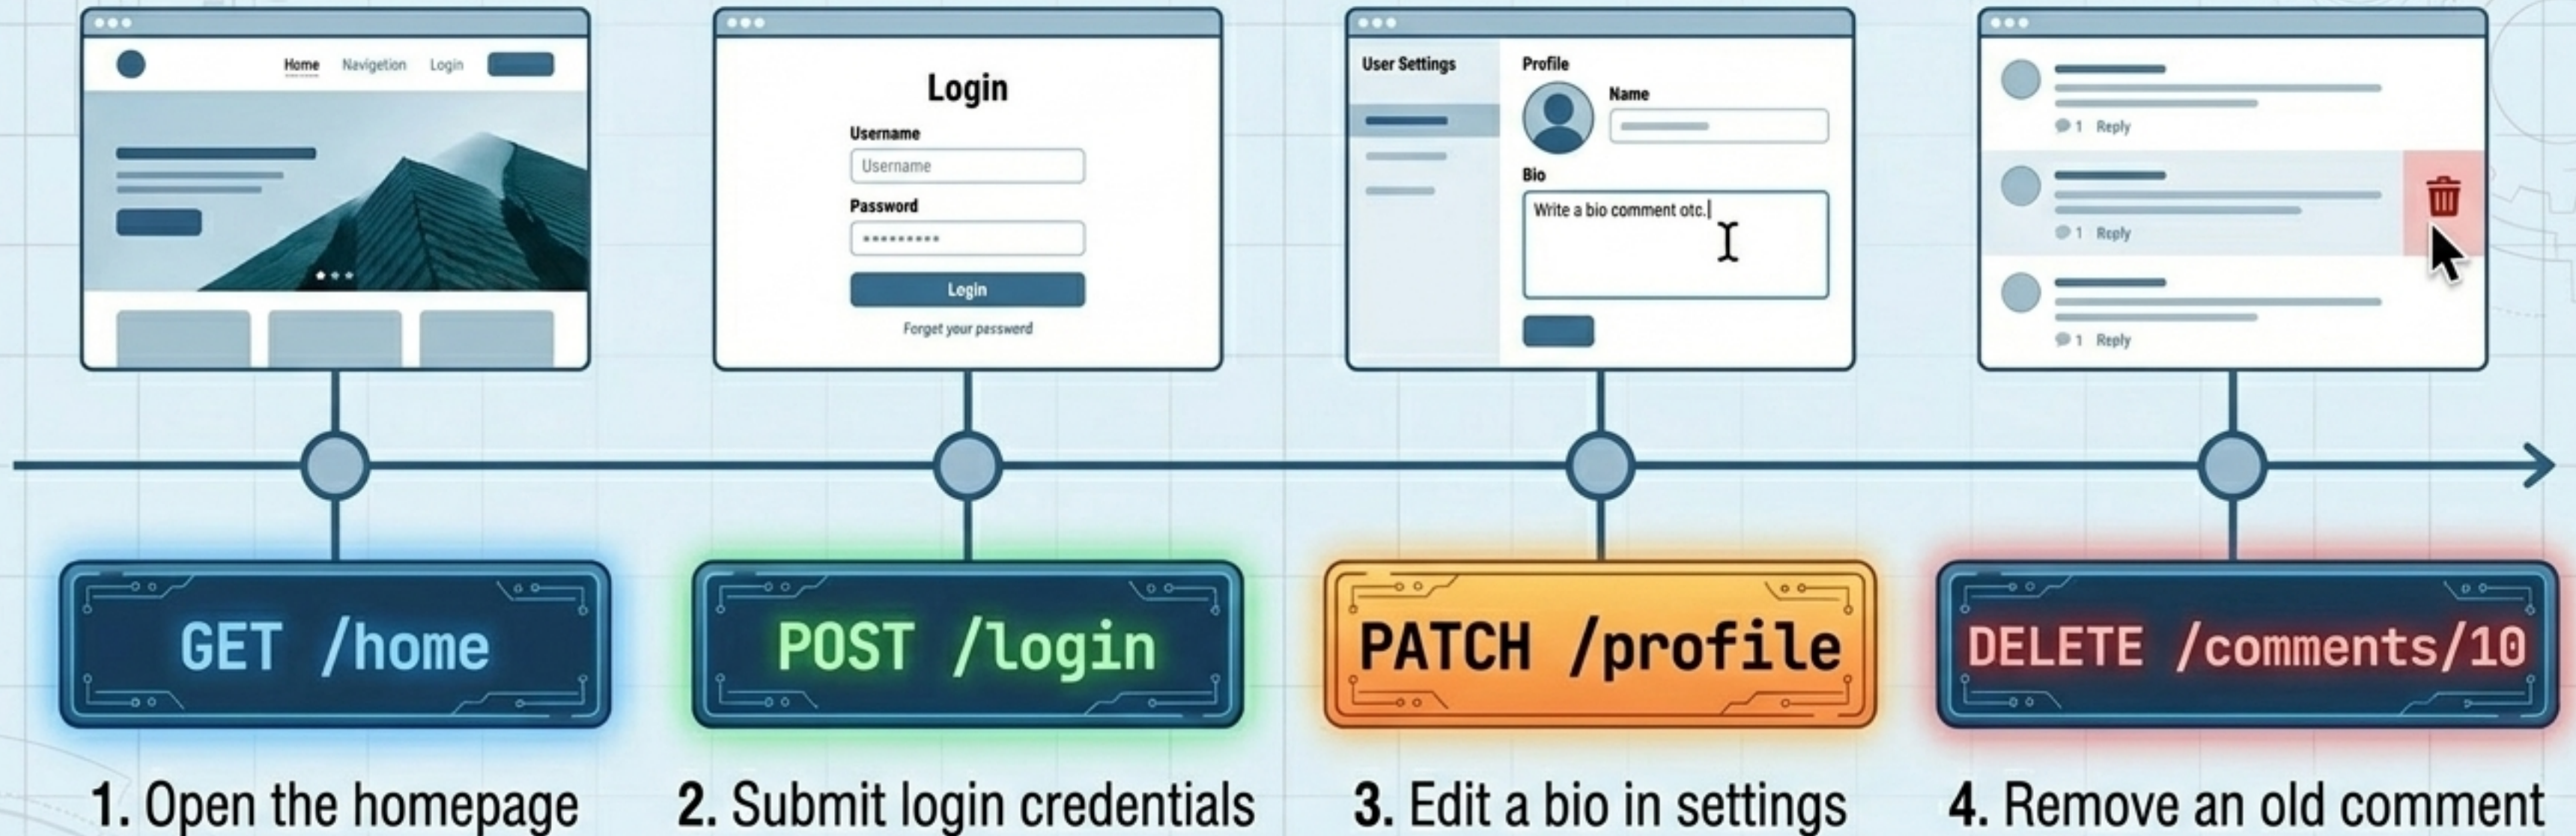 Home Navigetion Login
Login
Username
Username
Password
Login
Forget your passwerd
User Settings
Profile
Name
Bio
Write a bio comment otc.
1 Reply
1 Reply
1 Reply
GET /home
POST /login
PATCH /profile
DELETE /comments/10
1. Open the homepage
2. Submit login credentials
3. Edit a bio in settings
4. Remove an old comment